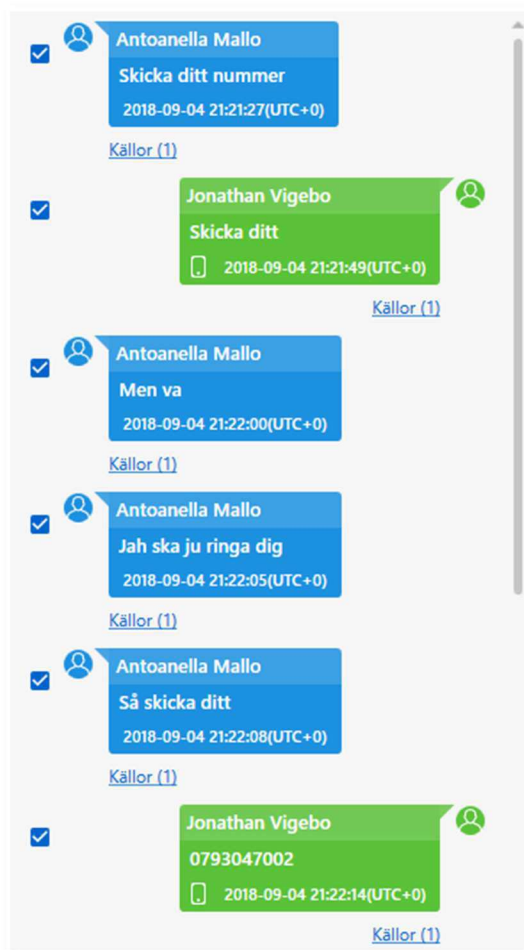 Antoanella Mallo
Skicka ditt nummer
2018-09-04 21:21:27(UTC+0)
Källor (1)
Jonathan Vigebo
Skicka ditt
2018-09-04 21:21:49(UTC+0)
Källor (1)
Antoanella Mallo
Men va
2018-09-04 21:22:00(UTC+0)
Källor (1)
Antoanella Mallo
Jah ska ju ringa dig
2018-09-04 21:22:05(UTC+0)
Källor (1)
Antoanella Mallo
Så skicka ditt
2018-09-04 21:22:08(UTC+0)
Källor (1)
Jonathan Vigebo
0793047002
2018-09-04 21:22:14(UTC+0)
Källor (1)